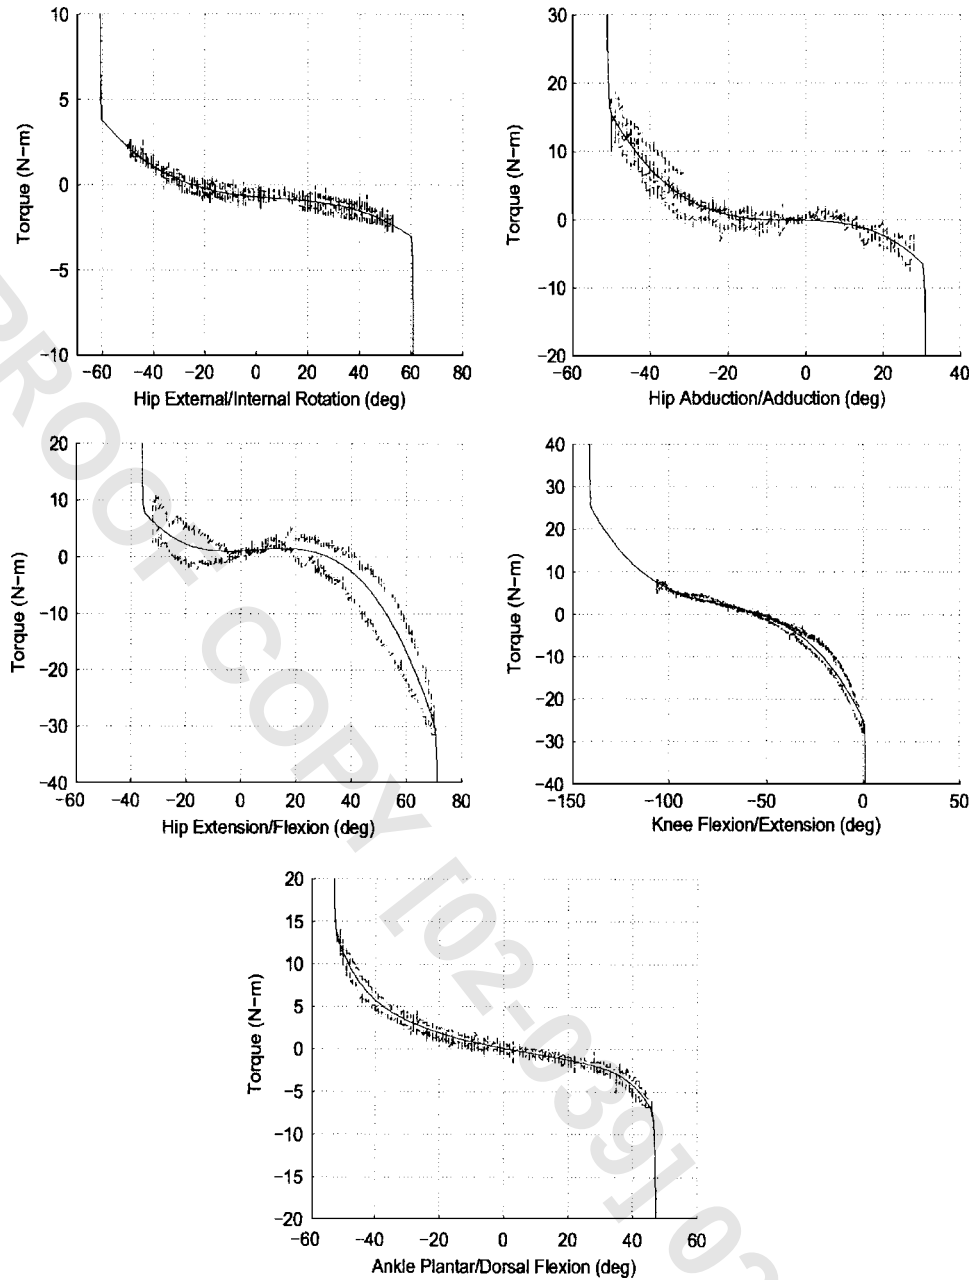 10
5
0
−5
−10
Torque (N−m)
−60 −40 −20 0 20 40 60 80
Hip External/Internal Rotation (deg)
30
20
10
0
−10
−20
Torque (N−m)
−60 −40 −20 0 20 40
Hip Abduction/Adduction (deg)
20
10
0
−10
−20
−30
−40
Torque (N−m)
−60 −40 −20 0 20 40 60 80
Hip Extension/Flexion (deg)
40
30
20
10
0
−10
−20
−30
−40
Torque (N−m)
−150 −100 −50 0 50
Knee Flexion/Extension (deg)
20
15
10
5
0
−5
−10
−15
−20
Torque (N−m)
−60 −40 −20 0 20 40 60
Ankle Plantar/Dorsal Flexion (deg)
PROOF COPY [02-039] 03